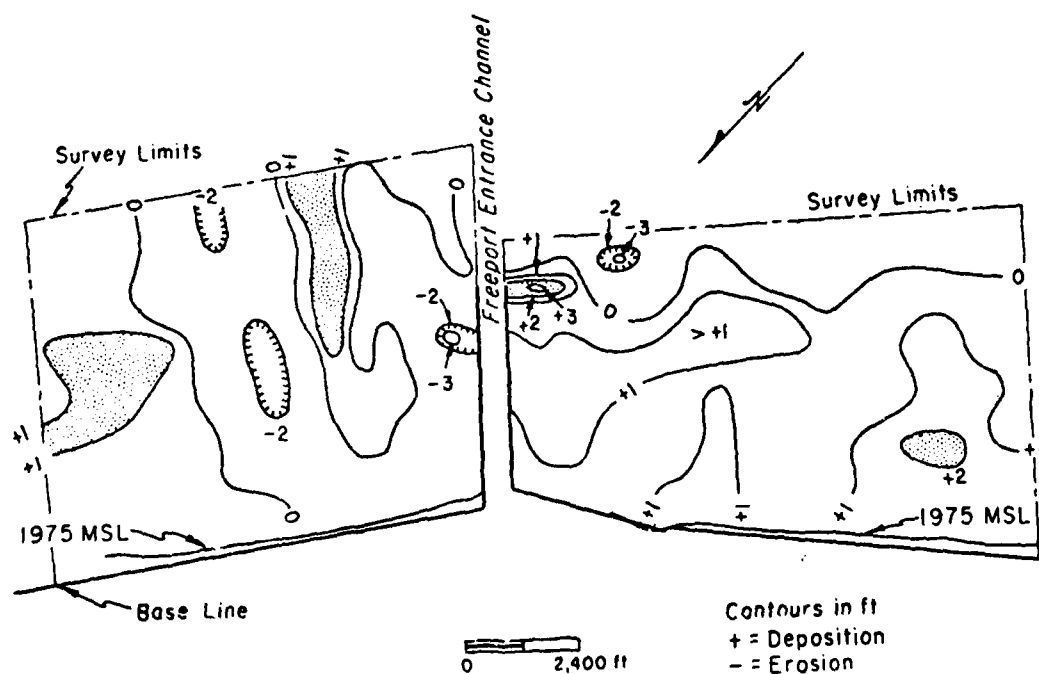 Freeport Entrance Channel
N
Survey Limits
0
-2
0
+1
+1
0
-2
-3
-2
+1
+1
0
1975 MSL
Base Line
Survey Limits
+1
-2
-3
+2
+3
0
> +1
0
+1
+1
+1
+1
+
+2
1975 MSL
0 2,400 ft
Contours in ft
+ = Deposition
- = Erosion